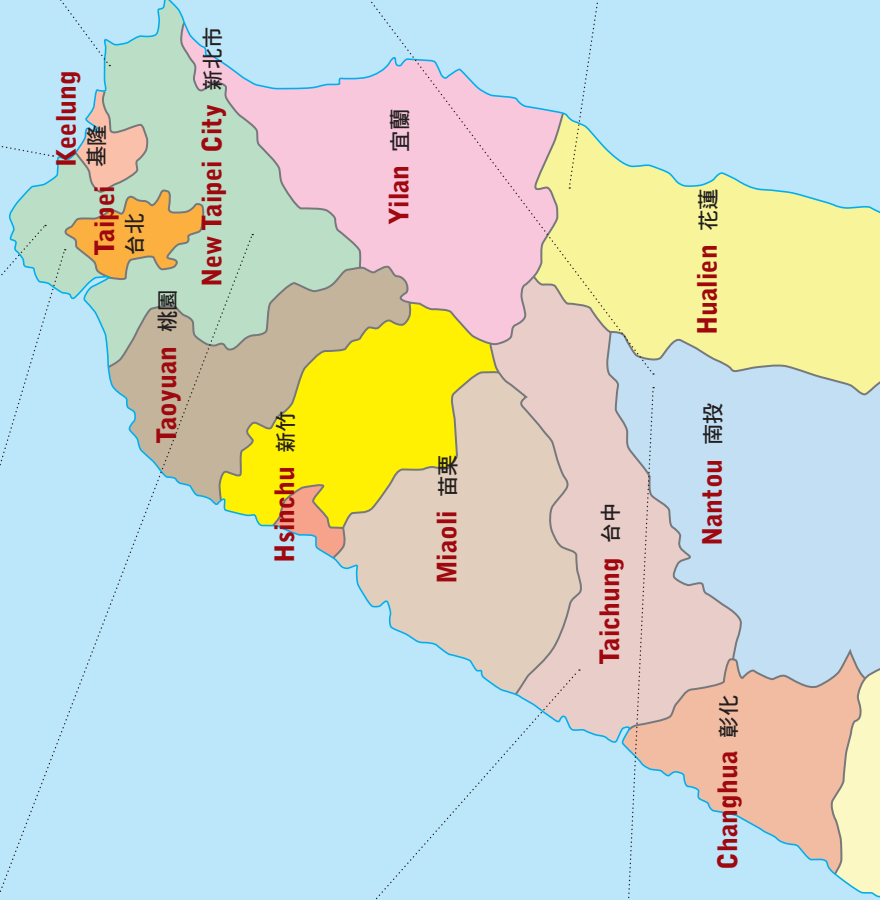 Keelung
基隆
Taipei
台北
New Taipei City 新北市
Taoyuan 桃園
Hsinchu 新竹
Yilan 宜蘭
Miaoli 苗栗
Taichung 台中
Hualien 花蓮
Nantou 南投
Changhua 彰化